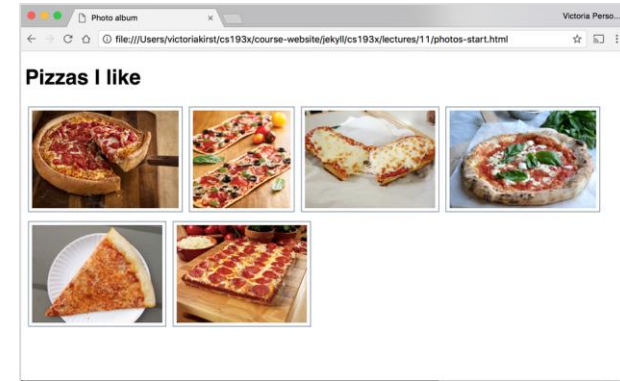 Photo album
Victoria Perso...
file:///Users/victoriakirst/cs193x/course-website/jekyll/cs193x/lectures/11/photos-start.html
Pizzas I like